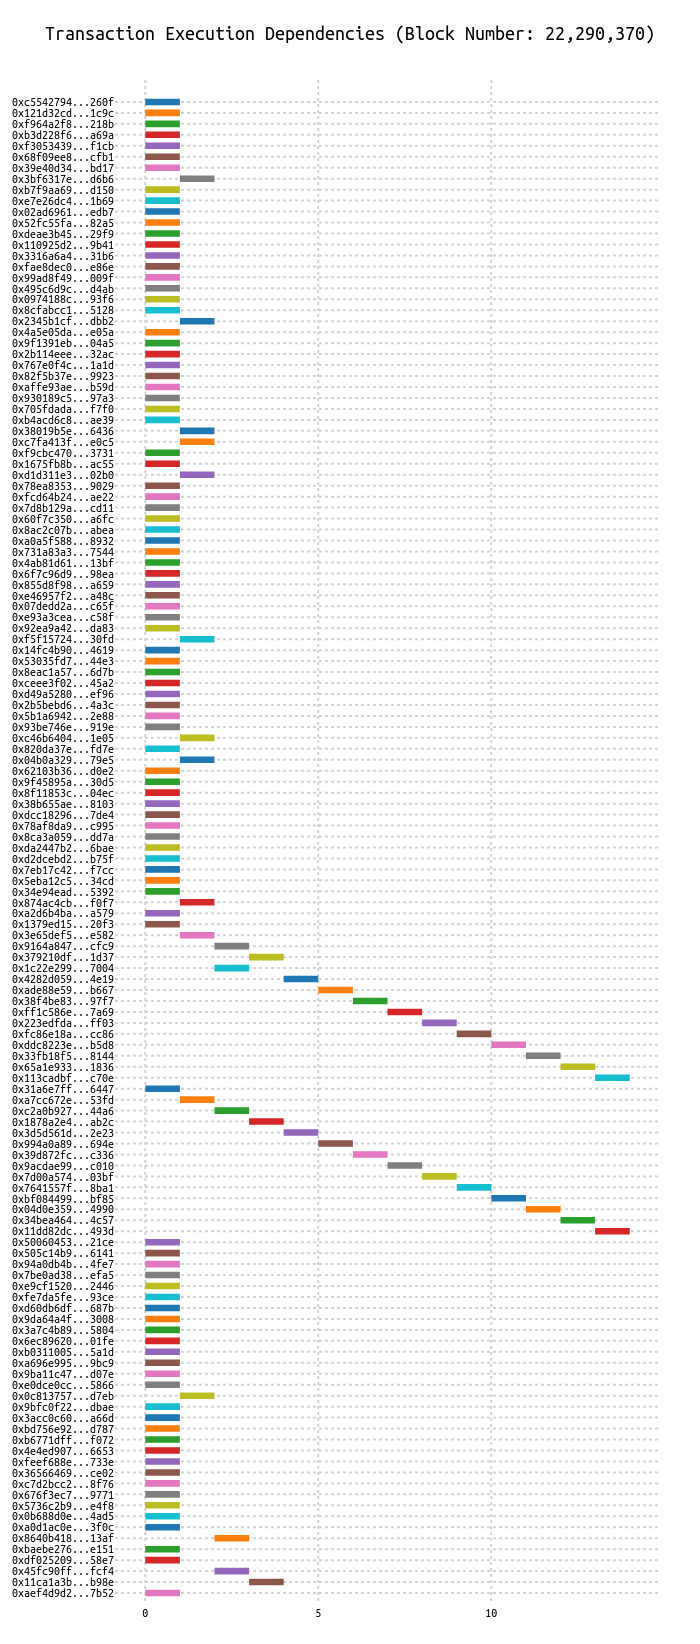 Transaction Execution Dependencies (Block Number: 22,290,370)
0xc5542794...260f
0x121d32cd...1c9c
0xf964a2f8...218b
0xb3d228f6...a69a
0xf3053439...f1cb
0x68f09ee8...cfb1
0x39e40d34...bd17
0x3bf6317e...d6b6
0xb7f9aa69...d150
0xe7e26dc4...1b69
0x02ad6961...edb7
0x52fc55fa...82a5
0xdeae3b45...29f9
0x110925d2...9b41
0x3316a6a4...31b6
0xfae8dec0...e86e
0x99ad8f49...009f
0x495c6d9c...d4ab
0x0974188c...93f6
0x8cfabcc1...5128
0x2345b1cf...dbb2
0x4a5e05da...e05a
0x9f1391eb...04a5
0x2b114eee...32ac
0x767e0f4c...1a1d
0x82f5b37e...9923
0xaffe93ae...b59d
0x930189c5...97a3
0x705fdada...f7f0
0xb4acd6c8...ae39
0x38019b5e...6436
0xc7fa413f...e0c5
0xf9cbc470...3731
0x1675fb8b...ac55
0xd1d311e3...02b0
0x78ea8353...9029
0xfcd64b24...ae22
0x7d8b129a...cd11
0x60f7c350...a6fc
0x8ac2c07b...abea
0xa0a5f588...8932
0x731a83a3...7544
0x4ab81d61...13bf
0x6f7c96d9...98ea
0x855d8f98...a659
0xe46957f2...a48c
0x07dedd2a...c65f
0xe93a3cea...c58f
0x92ea9a42...da83
0xf5f15724...30fd
0x14fc4b90...4619
0x53035fd7...44e3
0x8eac1a57...6d7b
0xceee3f02...45a2
0xd49a5280...ef96
0x2b5bebd6...4a3c
0x5b1a6942...2e88
0x93be746e...919e
0xc46b6404...1e05
0x820da37e...fd7e
0x04b0a329...79e5
0x62103b36...d0e2
0x9f45895a...30d5
0x8f11853c...04ec
0x38b655ae...8103
0xdcc18296...7de4
0x78af8da9...c995
0x8ca3a059...dd7a
0xda2447b2...6bae
0xd2dcebd2...b75f
0x7eb17c42...f7cc
0x5eba12c5...34cd
0x34e94ead...5392
0x874ac4cb...f0f7
0xa2d6b4ba...a579
0x1379ed15...20f3
0x3e65def5...e582
0x9164a847...cfc9
0x379210df...1d37
0x1c22e299...7004
0x4282d059...4e19
0xade88e59...b667
0x38f4be83...97f7
0xff1c586e...7a69
0x223edfda...ff03
0xfc86e18a...cc86
0xddc8223e...b5d8
0x33fb18f5...8144
0x65a1e933...1836
0x113cadbf...c70e
0x31a6e7ff...6447
0xa7cc672e...53fd
0xc2a0b927...44a6
0x1878a2e4...ab2c
0x3d5d561d...2e23
0x994a0a89...694e
0x39d872fc...c336
0x9acdae99...c010
0x7d00a574...03bf
0x7641557f...8ba1
0xbf084499...bf85
0x04d0e359...4990
0x34bea464...4c57
0x11dd82dc...493d
0x50060453...21ce
0x505c14b9...6141
0x94a0db4b...4fe7
0x7be0ad38...efa5
0xe9cf1520...2446
0xfe7da5fe...93ce
0xd60db6df...687b
0x9da64a4f...3008
0x3a7c4b89...5804
0x6ec89620...01fe
0xb0311005...5a1d
0xa696e995...9bc9
0x9ba11c47...d07e
0xe0dce0cc...5866
0x0c813757...d7eb
0x9bfc0f22...dbae
0x3acc0c60...a66d
0xbd756e92...d787
0xb6771dff...f072
0x4e4ed907...6653
0xfeef688e...733e
0x36566469...ce02
0xc7d2bcc2...8f76
0x676f3ec7...9771
0x5736c2b9...e4f8
0x0b688d0e...4ad5
0xa0d1ac0e...3f0c
0x8640b418...13af
0xbaebe276...e151
0xdf025209...58e7
0x45fc90ff...fcf4
0x11ca1a3b...b98e
0xaef4d9d2...7b52
0 5 10